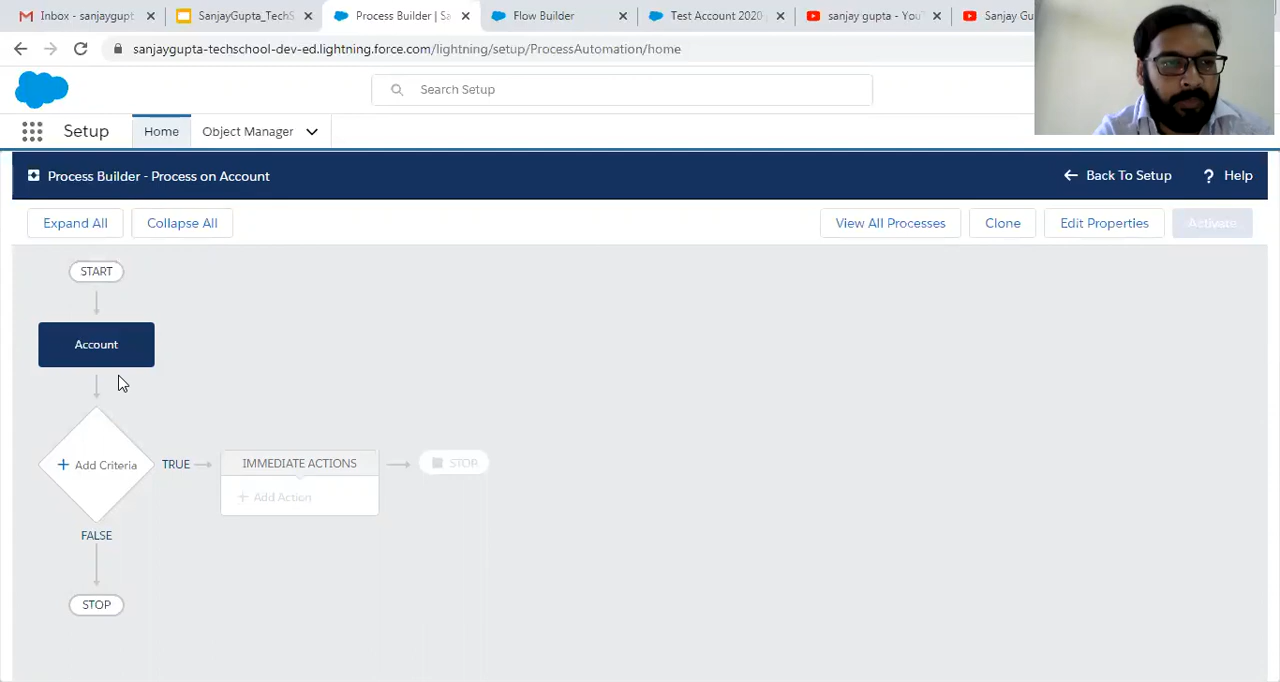 Inbox - sanjaygupt
SanjayGupta_TechS
Process Builder | Sa
Flow Builder
Test Account 2020
sanjay gupta - YouT
Sanjay Gu
sanjaygupta-techschool-dev-ed.lightning.force.com/lightning/setup/ProcessAutomation/home
Search Setup
Setup
Home
Object Manager
Process Builder - Process on Account
Back To Setup
? Help
Expand All
Collapse All
View All Processes
Clone
Edit Properties
Activate
START
Account
+ Add Criteria
TRUE
IMMEDIATE ACTIONS
STOP
+ Add Action
FALSE
STOP